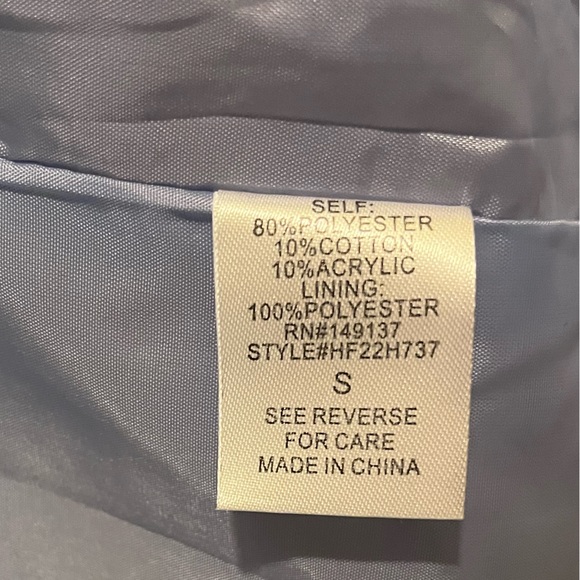 SELF:
80%POLYESTER
10%COTTON
10%ACRYLIC
LINING:
100%POLYESTER
RN#149137
STYLE#HF22H737
S
SEE REVERSE
FOR CARE
MADE IN CHINA